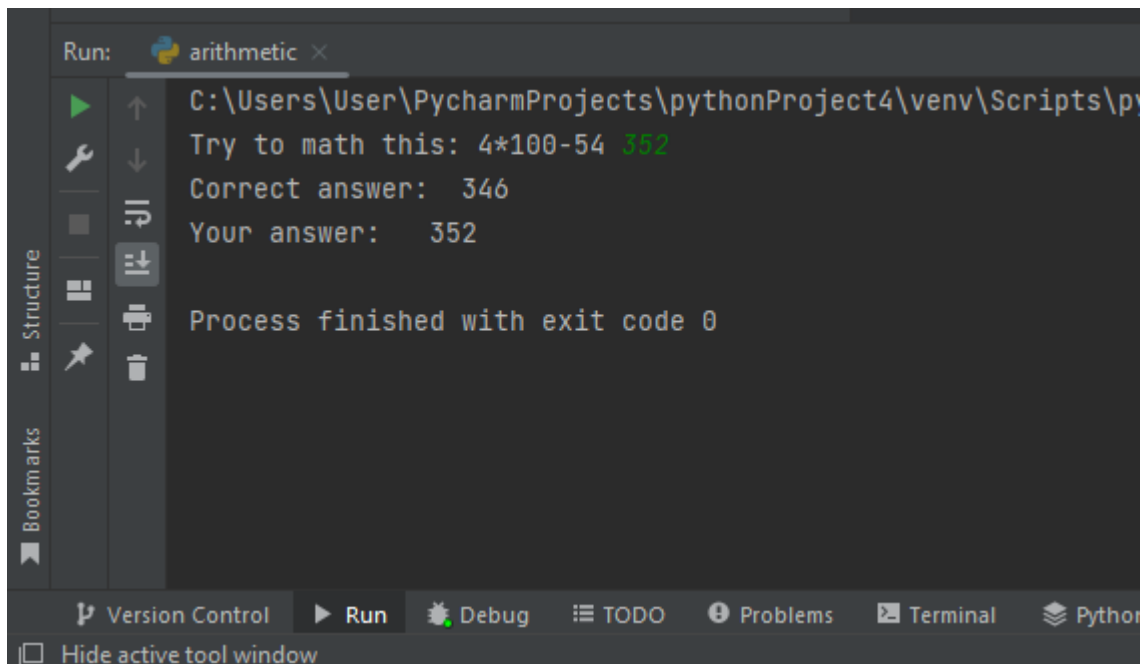 Run: arithmetic
C:\Users\User\PycharmProjects\pythonProject4\venv\Scripts\py
Try to math this: 4*100-54 352
Correct answer:  346
Your answer:   352
Process finished with exit code 0
Structure
Bookmarks
Version Control Run Debug TODO Problems Terminal Python
Hide active tool window